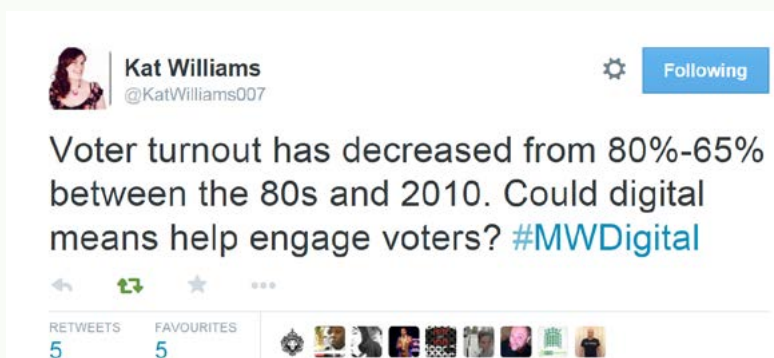 Kat Williams
@KatWilliams007
Following
Voter turnout has decreased from 80%-65%
between the 80s and 2010. Could digital
means help engage voters? #MWDigital
RETWEETS FAVOURITES
5 5